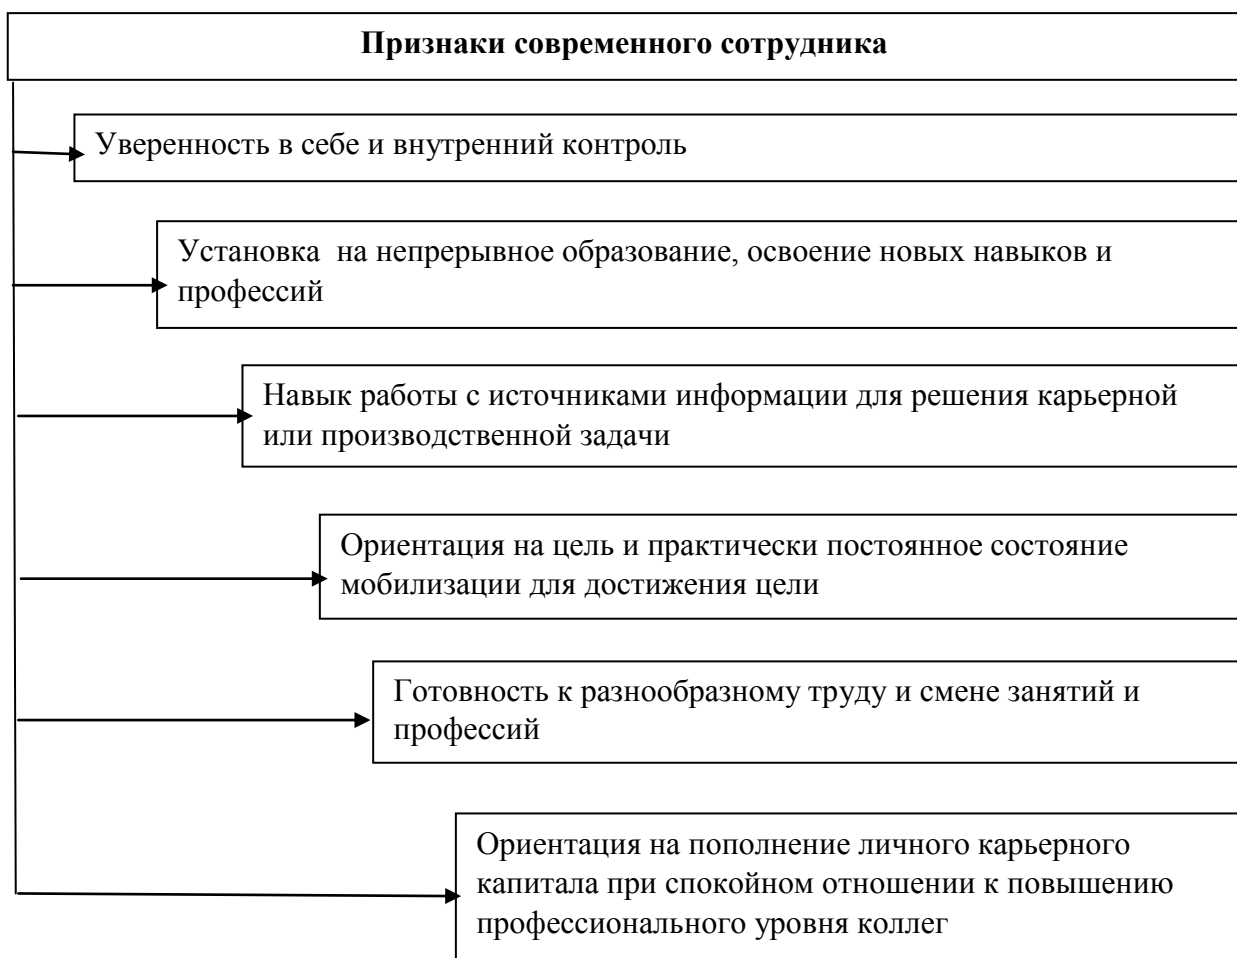 Признаки современного сотрудника
Уверенность в себе и внутренний контроль
Установка  на непрерывное образование, освоение новых навыков и
профессий
Навык работы с источниками информации для решения карьерной
или производственной задачи
Ориентация на цель и практически постоянное состояние
мобилизации для достижения цели
Готовность к разнообразному труду и смене занятий и
профессий
Ориентация на пополнение личного карьерного
капитала при спокойном отношении к повышению
профессионального уровня коллег